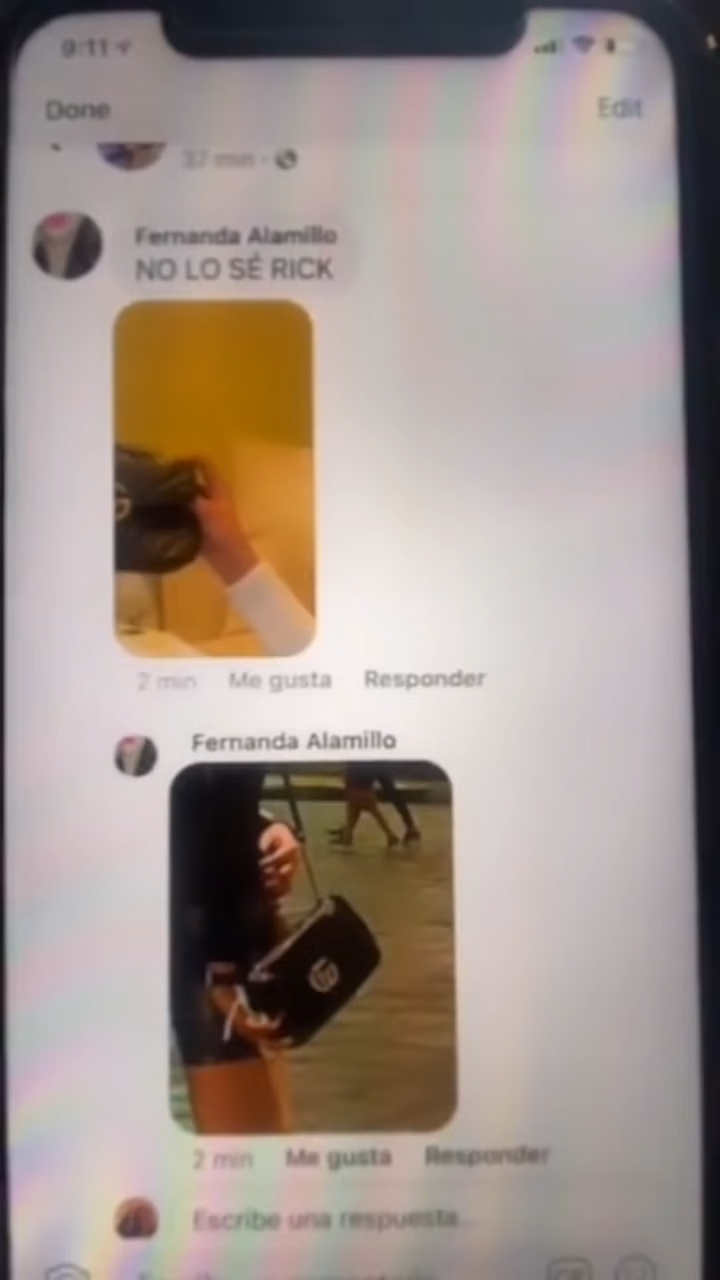 9:11
Done
Edit
37 min
Fernanda Alamillo
NO LO SÉ RICK
2 min Me gusta Responder
Fernanda Alamillo
2 min Me gusta Responder
Escribe una respuesta...